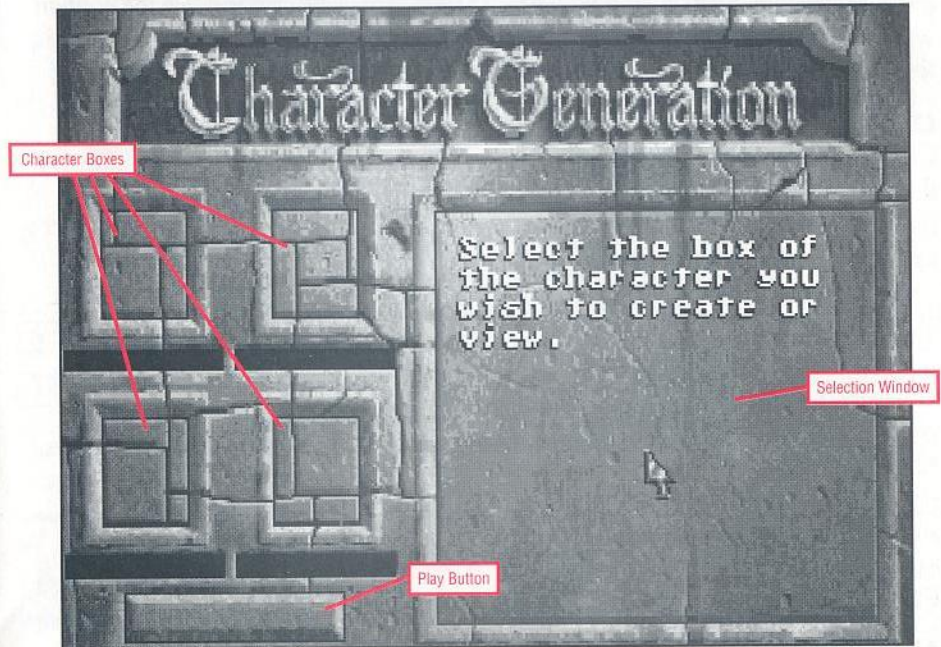 Character Generation
Character Boxes
Select the box of
the character you
wish to create or
view.
Selection Window
Play Button